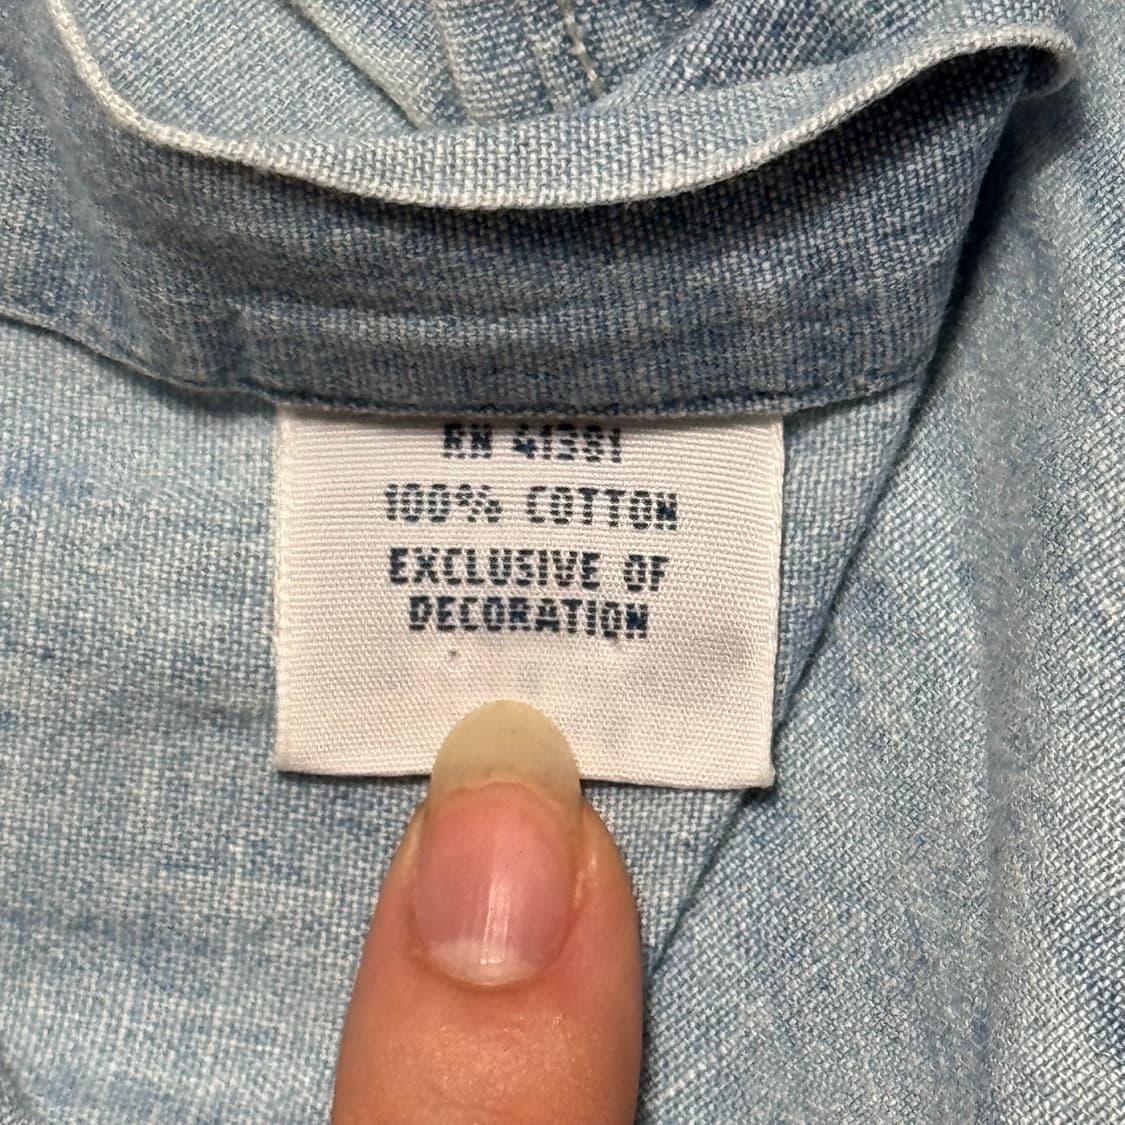 RN 41381
100% COTTON
EXCLUSIVE OF
DECORATION